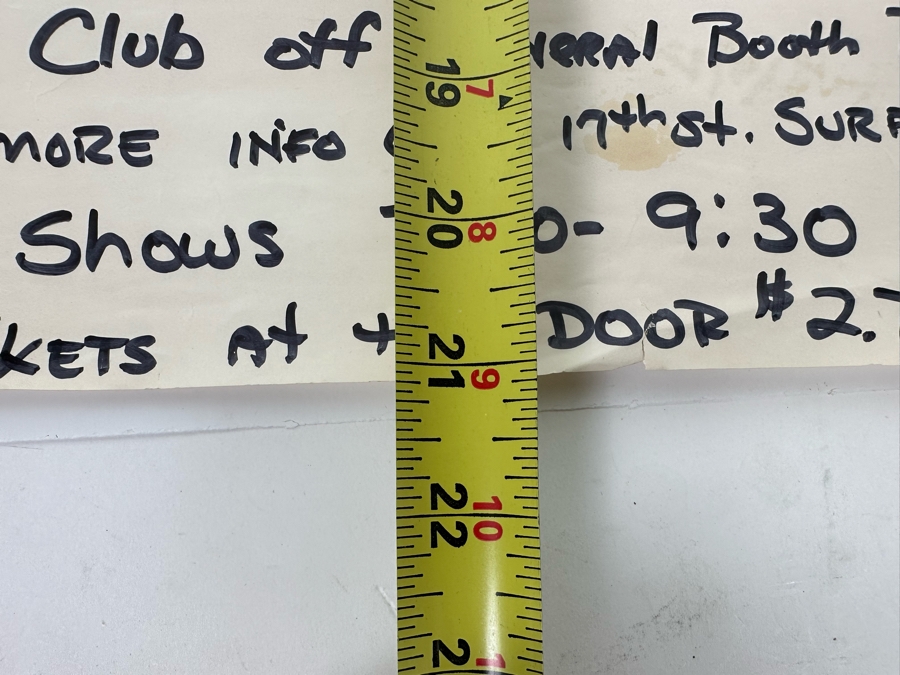 Club off
Booth
MORE INFO 17th St. SURF
Shows 9:30
At DOOR $2.
19 7
20 8
21 9
22 10